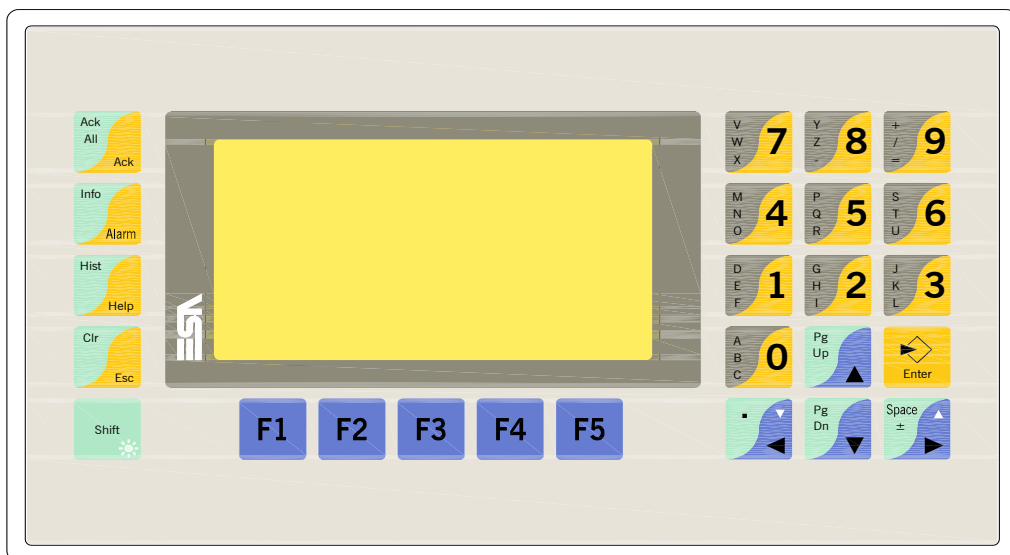 Ack
All
Ack
Info
Alarm
Hist
Help
Clr
Esc
Shift
VSE
F1 F2 F3 F4 F5
V
W
X
7
Y
Z
-
8
+
/
=
9
M
N
O
4
P
Q
R
5
S
T
U
6
D
E
F
1
G
H
I
2
J
K
L
3
A
B
C
0
Pg
Up
Enter
.
Pg
Dn
Space
±